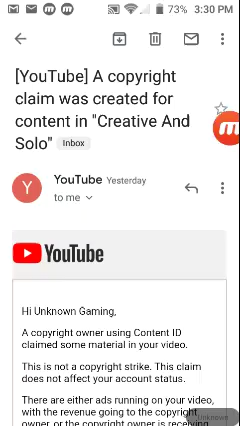 73% 3:30 PM
[YouTube] A copyright
claim was created for
content in "Creative And
Solo" Inbox
Y YouTube Yesterday
to me
YouTube
Hi Unknown Gaming,
A copyright owner using Content ID
claimed some material in your video.
This is not a copyright strike. This claim
does not affect your account status.
There are either ads running on your video,
with the revenue going to the copyright
owner, or the copyright owner is receiving
Unknown